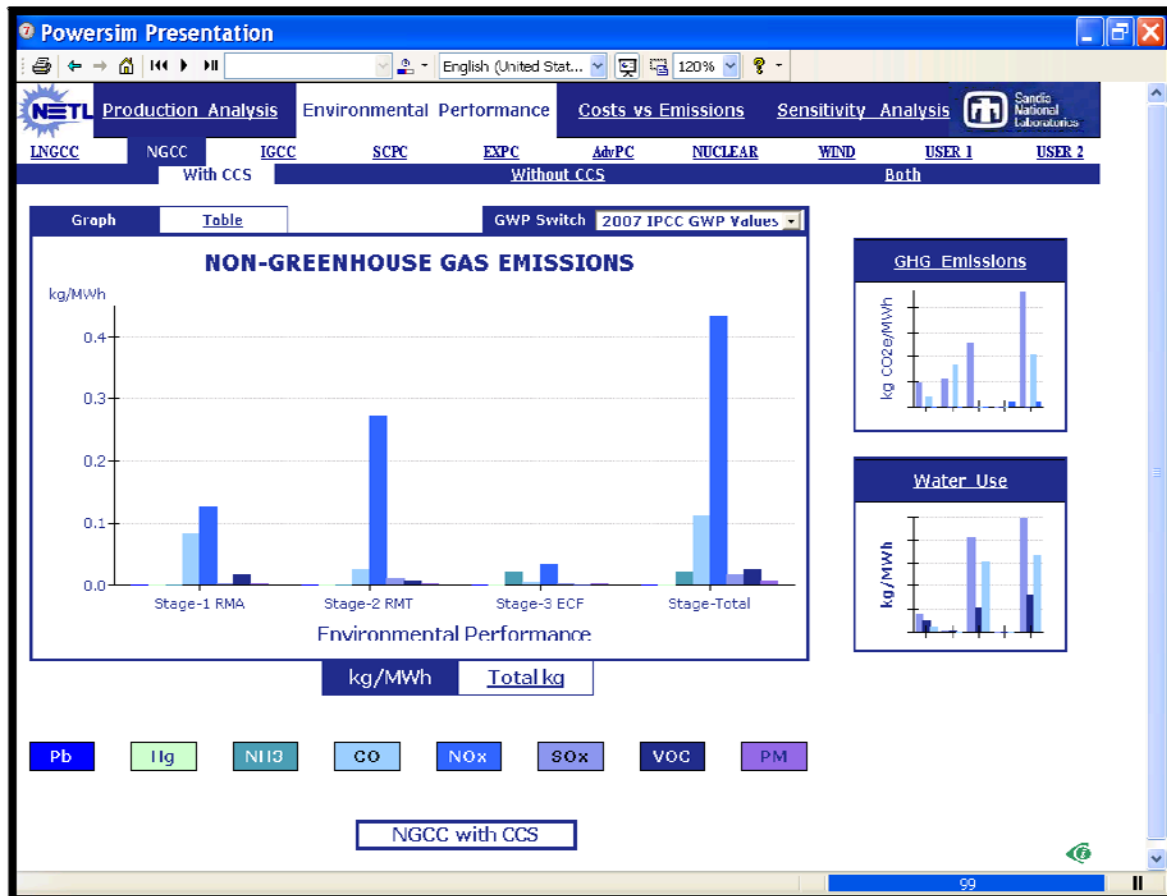 Powersim Presentation
English (United Stat... 120%
NETL Production Analysis Environmental Performance Costs vs Emissions Sensitivity Analysis Sandia National Laboratories
LNGCC NGCC IGCC SCPC EXPC AdvPC NUCLEAR WIND USER 1 USER 2
With CCS Without CCS Both
Graph Table GWP Switch 2007 IPCC GWP Values
NON-GREENHOUSE GAS EMISSIONS
kg/MWh
0.4
0.3
0.2
0.1
0.0
Stage-1 RMA Stage-2 RMT Stage-3 ECF Stage-Total
Environmental Performance
kg/MWh Total kg
GHG Emissions
kg CO2e/MWh
Water Use
kg/MWh
Pb Hg NH3 CO NOx SOx VOC PM
NGCC with CCS
99